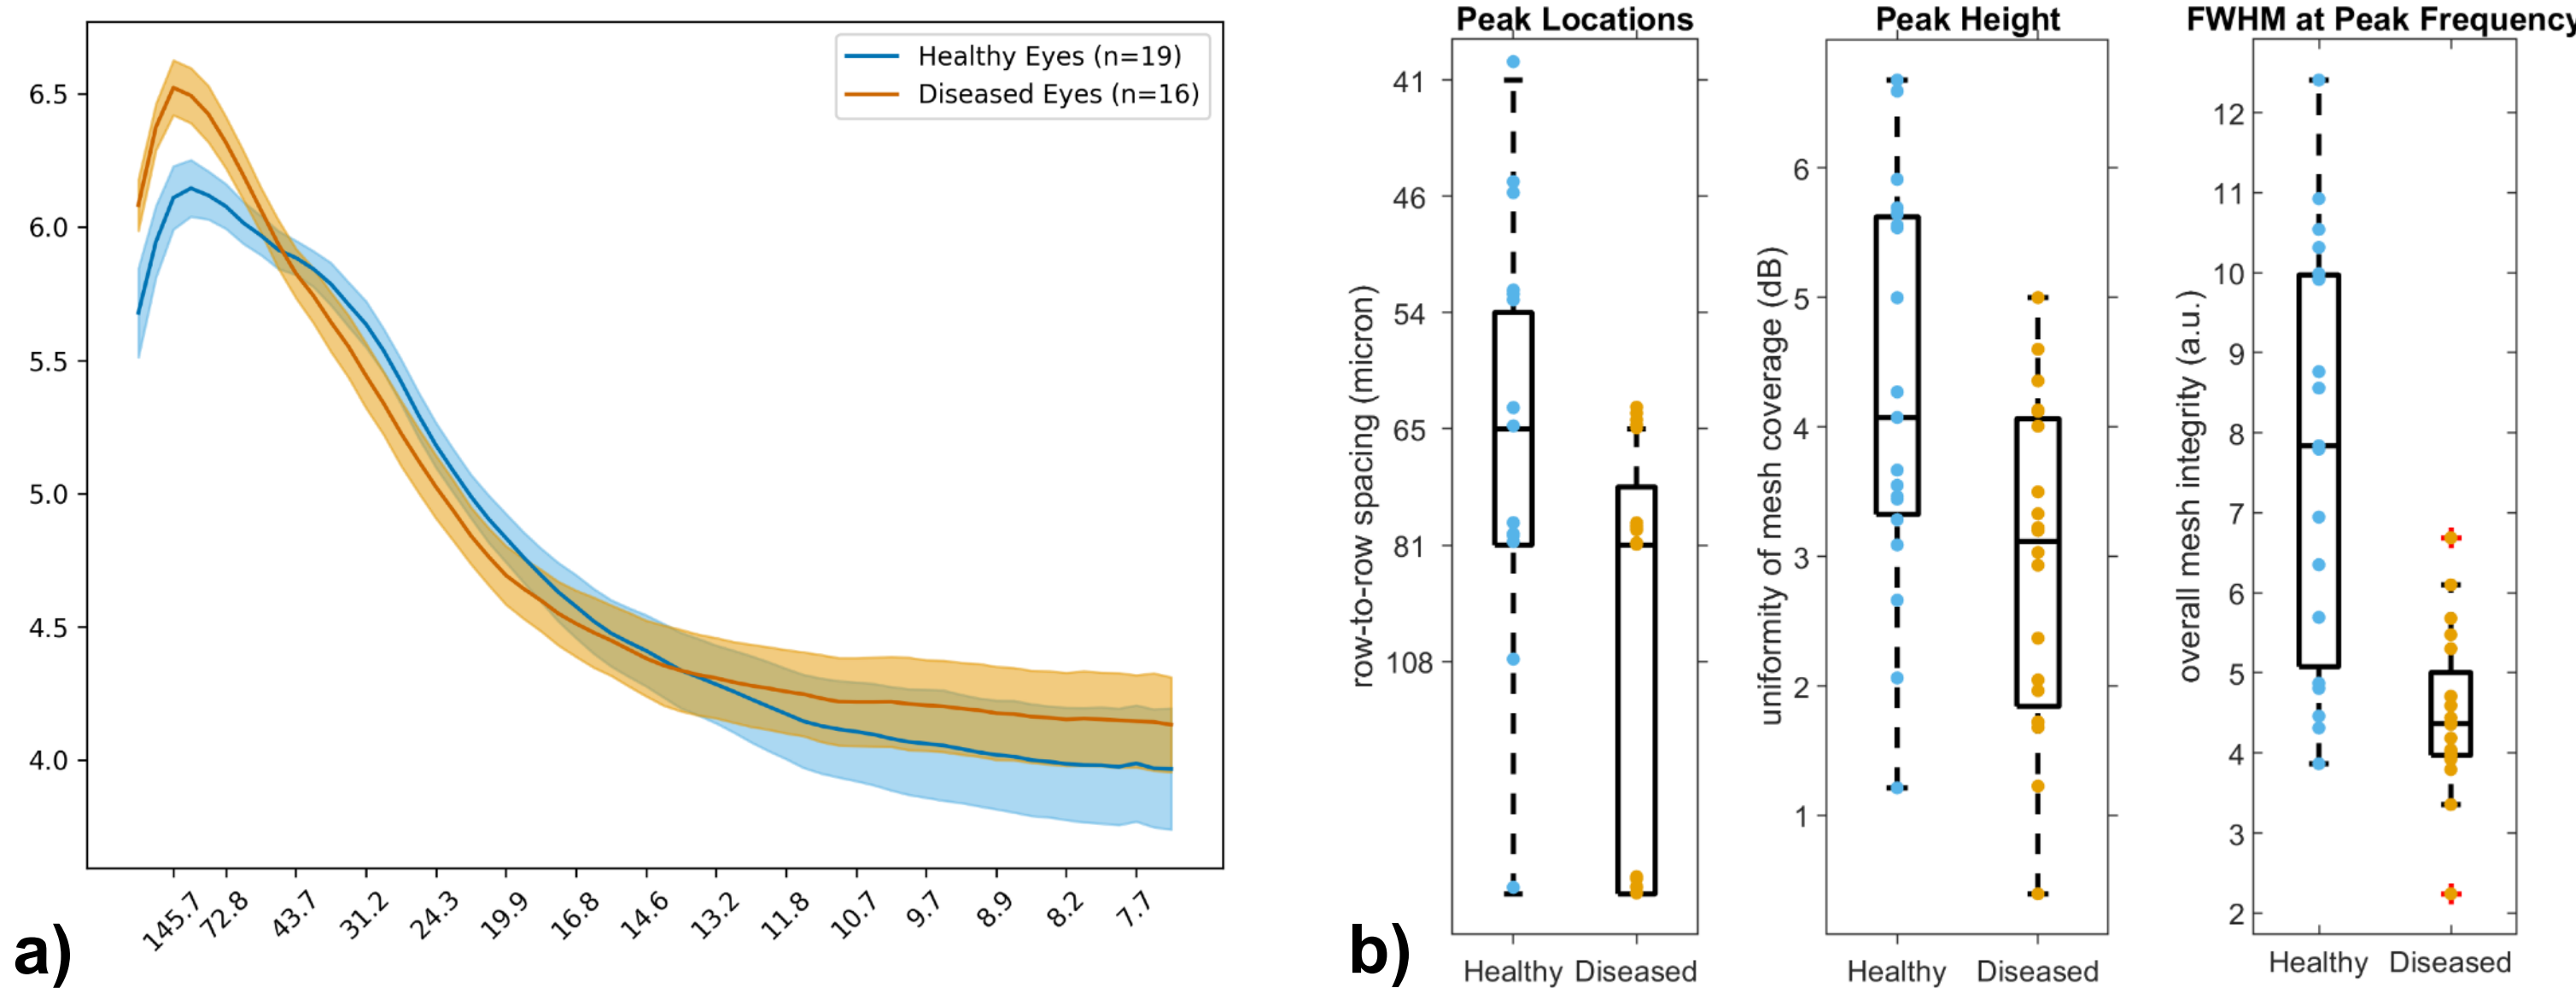 Healthy Eyes (n=19)
Diseased Eyes (n=16)
6.5
6.0
5.5
5.0
4.5
4.0
145.7 72.8 43.7 31.2 24.3 19.9 16.8 14.6 13.2 11.8 10.7 9.7 8.9 8.2 7.7
a)
Peak Locations
row-to-row spacing (micron)
41
46
54
65
81
108
Healthy Diseased
Peak Height
uniformity of mesh coverage (dB)
6
5
4
3
2
1
Healthy Diseased
FWHM at Peak Frequency
overall mesh integrity (a.u.)
12
11
10
9
8
7
6
5
4
3
2
Healthy Diseased
b)